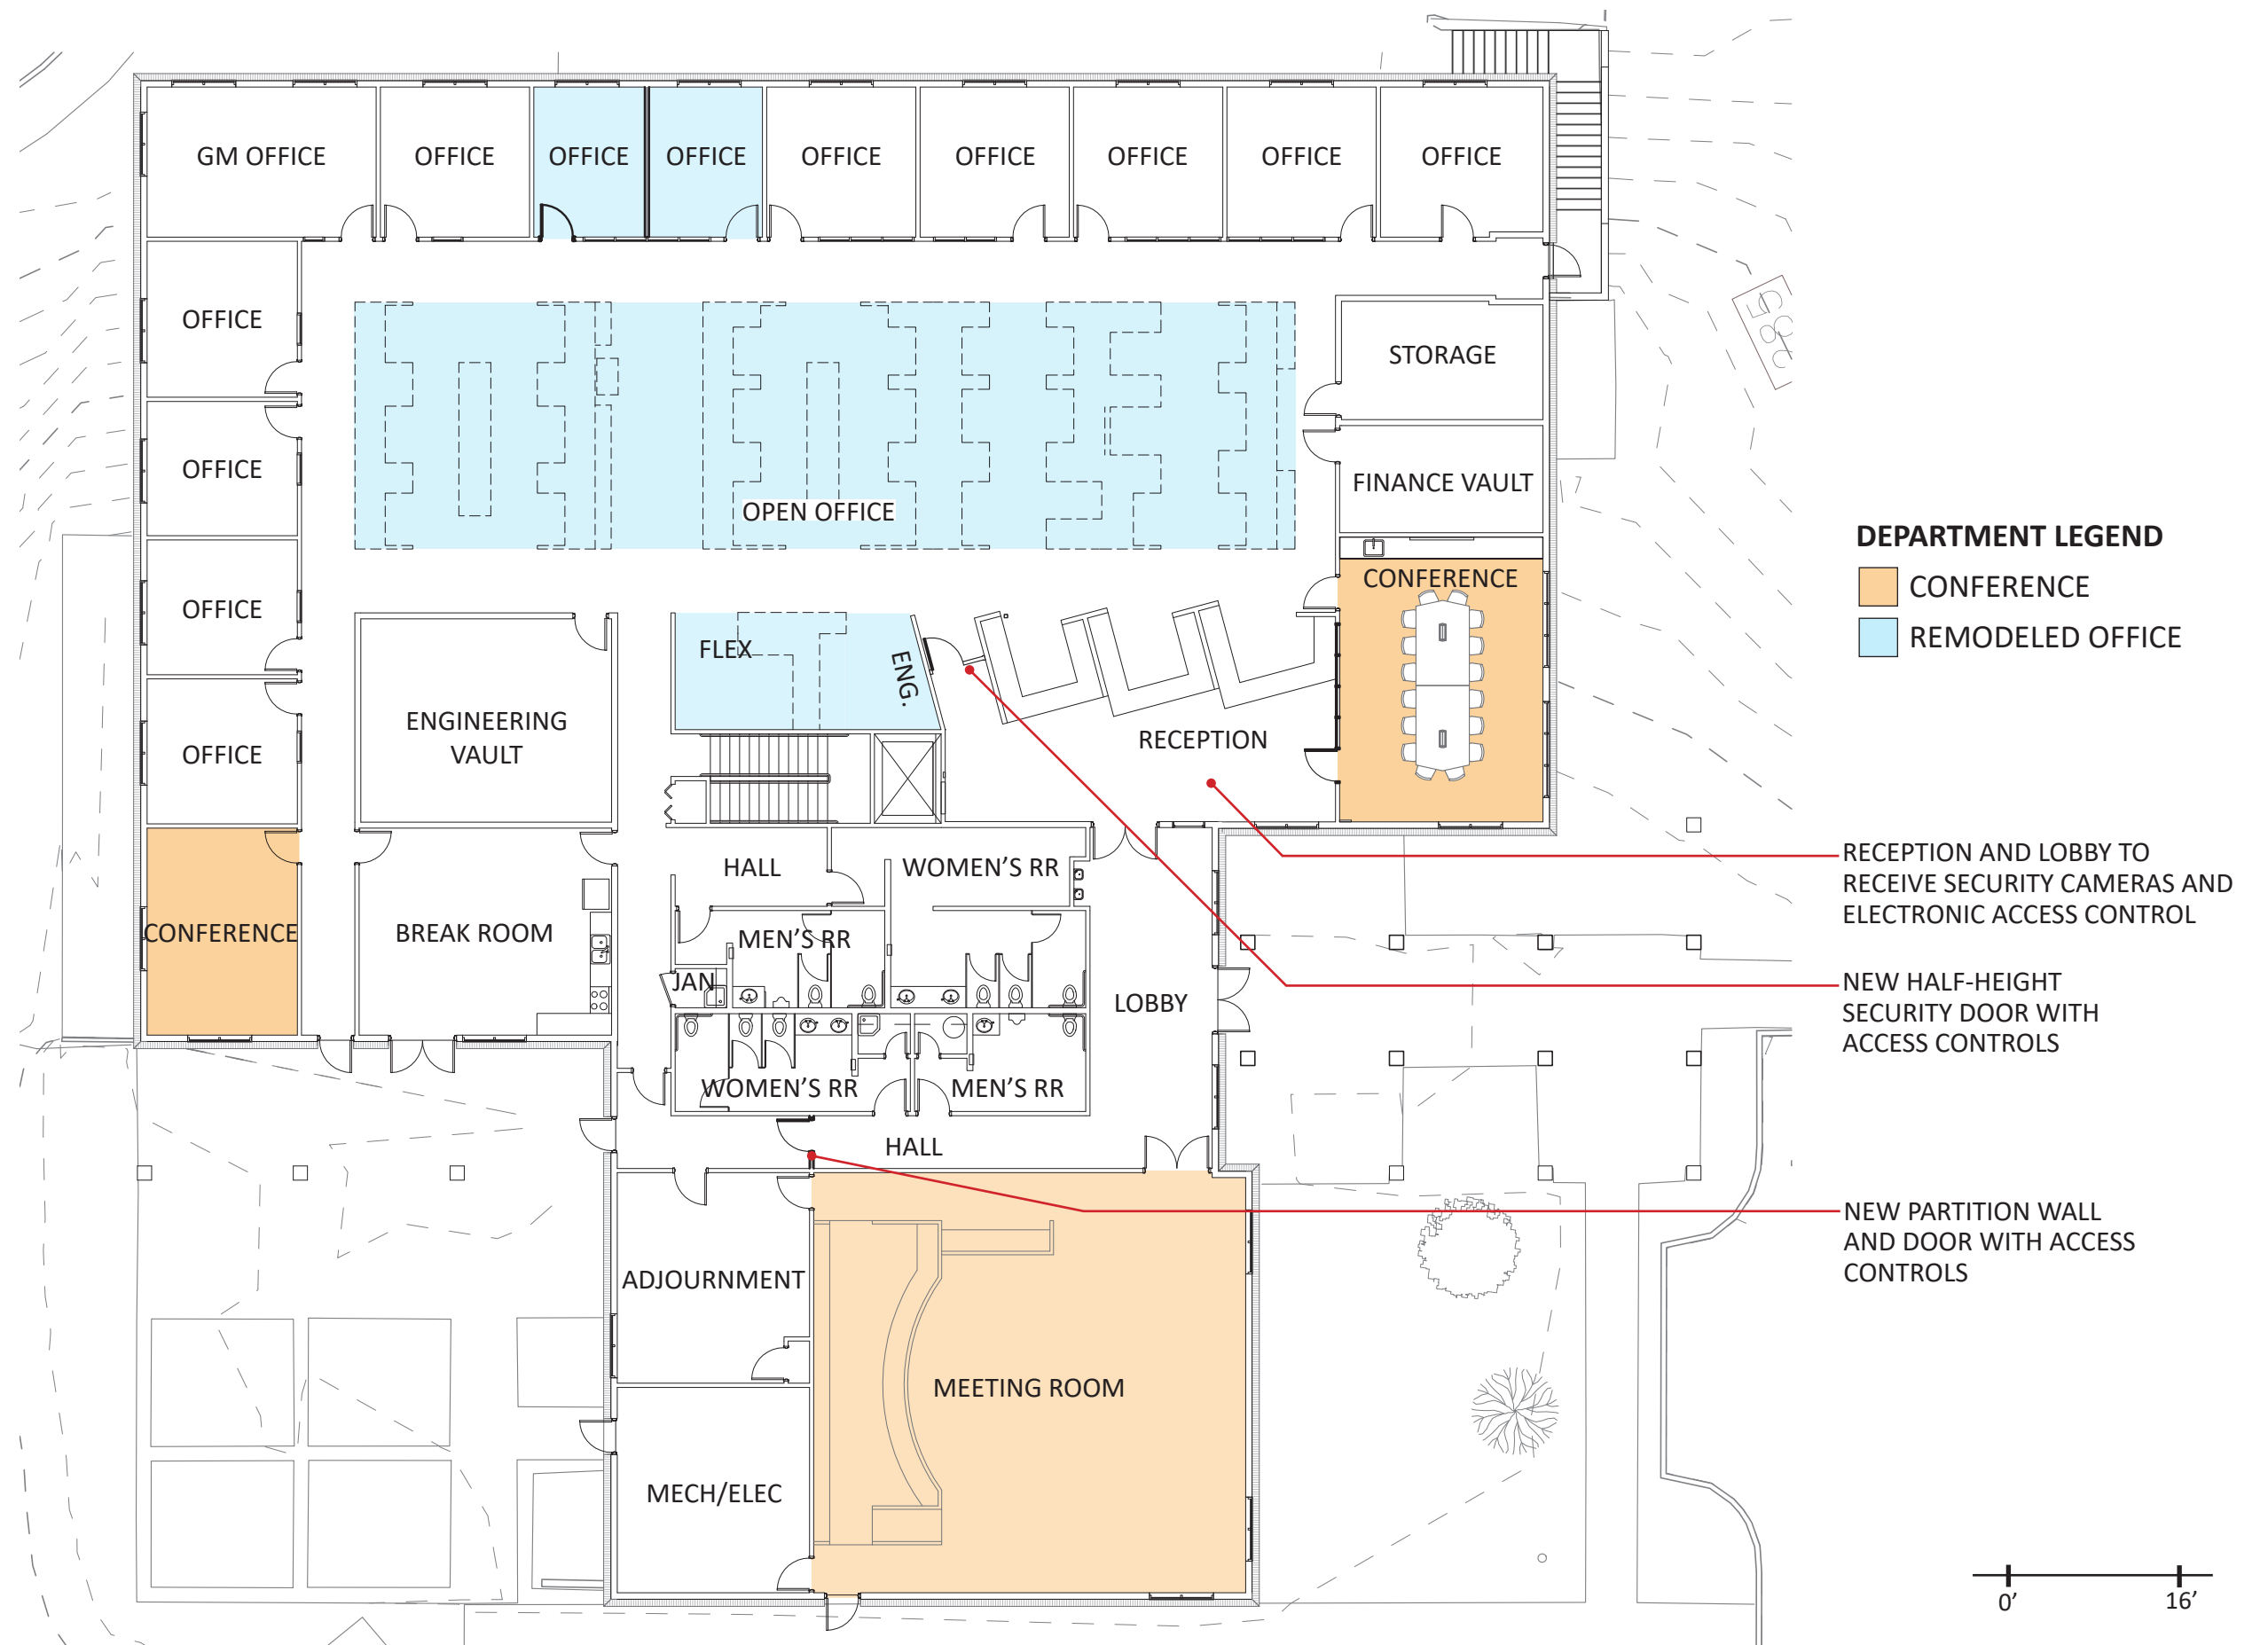 GM OFFICE
OFFICE
OFFICE
OFFICE
OFFICE
OFFICE
OFFICE
OFFICE
OFFICE
OFFICE
STORAGE
OFFICE
FINANCE VAULT
OPEN OFFICE
DEPARTMENT LEGEND
CONFERENCE
REMODELED OFFICE
OFFICE
CONFERENCE
FLEX
ENG.
ENGINEERING
VAULT
RECEPTION
OFFICE
HALL
WOMEN'S RR
RECEPTION AND LOBBY TO
RECEIVE SECURITY CAMERAS AND
ELECTRONIC ACCESS CONTROL
CONFERENCE
BREAK ROOM
MEN'S RR
JAN
LOBBY
NEW HALF-HEIGHT
SECURITY DOOR WITH
ACCESS CONTROLS
WOMEN'S RR
MEN'S RR
HALL
NEW PARTITION WALL
AND DOOR WITH ACCESS
CONTROLS
ADJOURNMENT
MEETING ROOM
MECH/ELEC
0'
16'